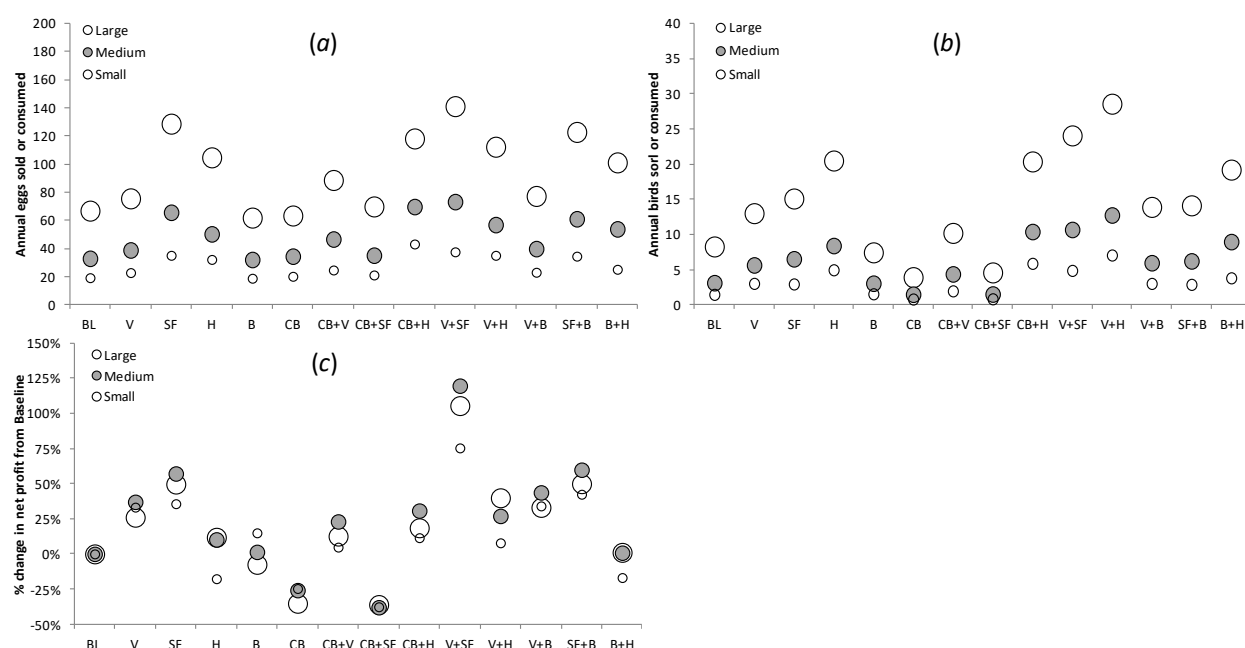 (a)
Annual eggs sold or consumed
200
180
160
140
120
100
80
60
40
20
0
Large
Medium
Small
BL V SF H B CB CB+V CB+SF CB+H V+SF V+H V+B SF+B B+H
(b)
Annual birds sorl or consumed
40
35
30
25
20
15
10
5
0
Large
Medium
Small
BL V SF H B CB CB+V CB+SF CB+H V+SF V+H V+B SF+B B+H
(c)
% change in net profit from Baseline
150%
125%
100%
75%
50%
25%
0%
-25%
-50%
Large
Medium
Small
BL V SF H B CB CB+V CB+SF CB+H V+SF V+H V+B SF+B B+H